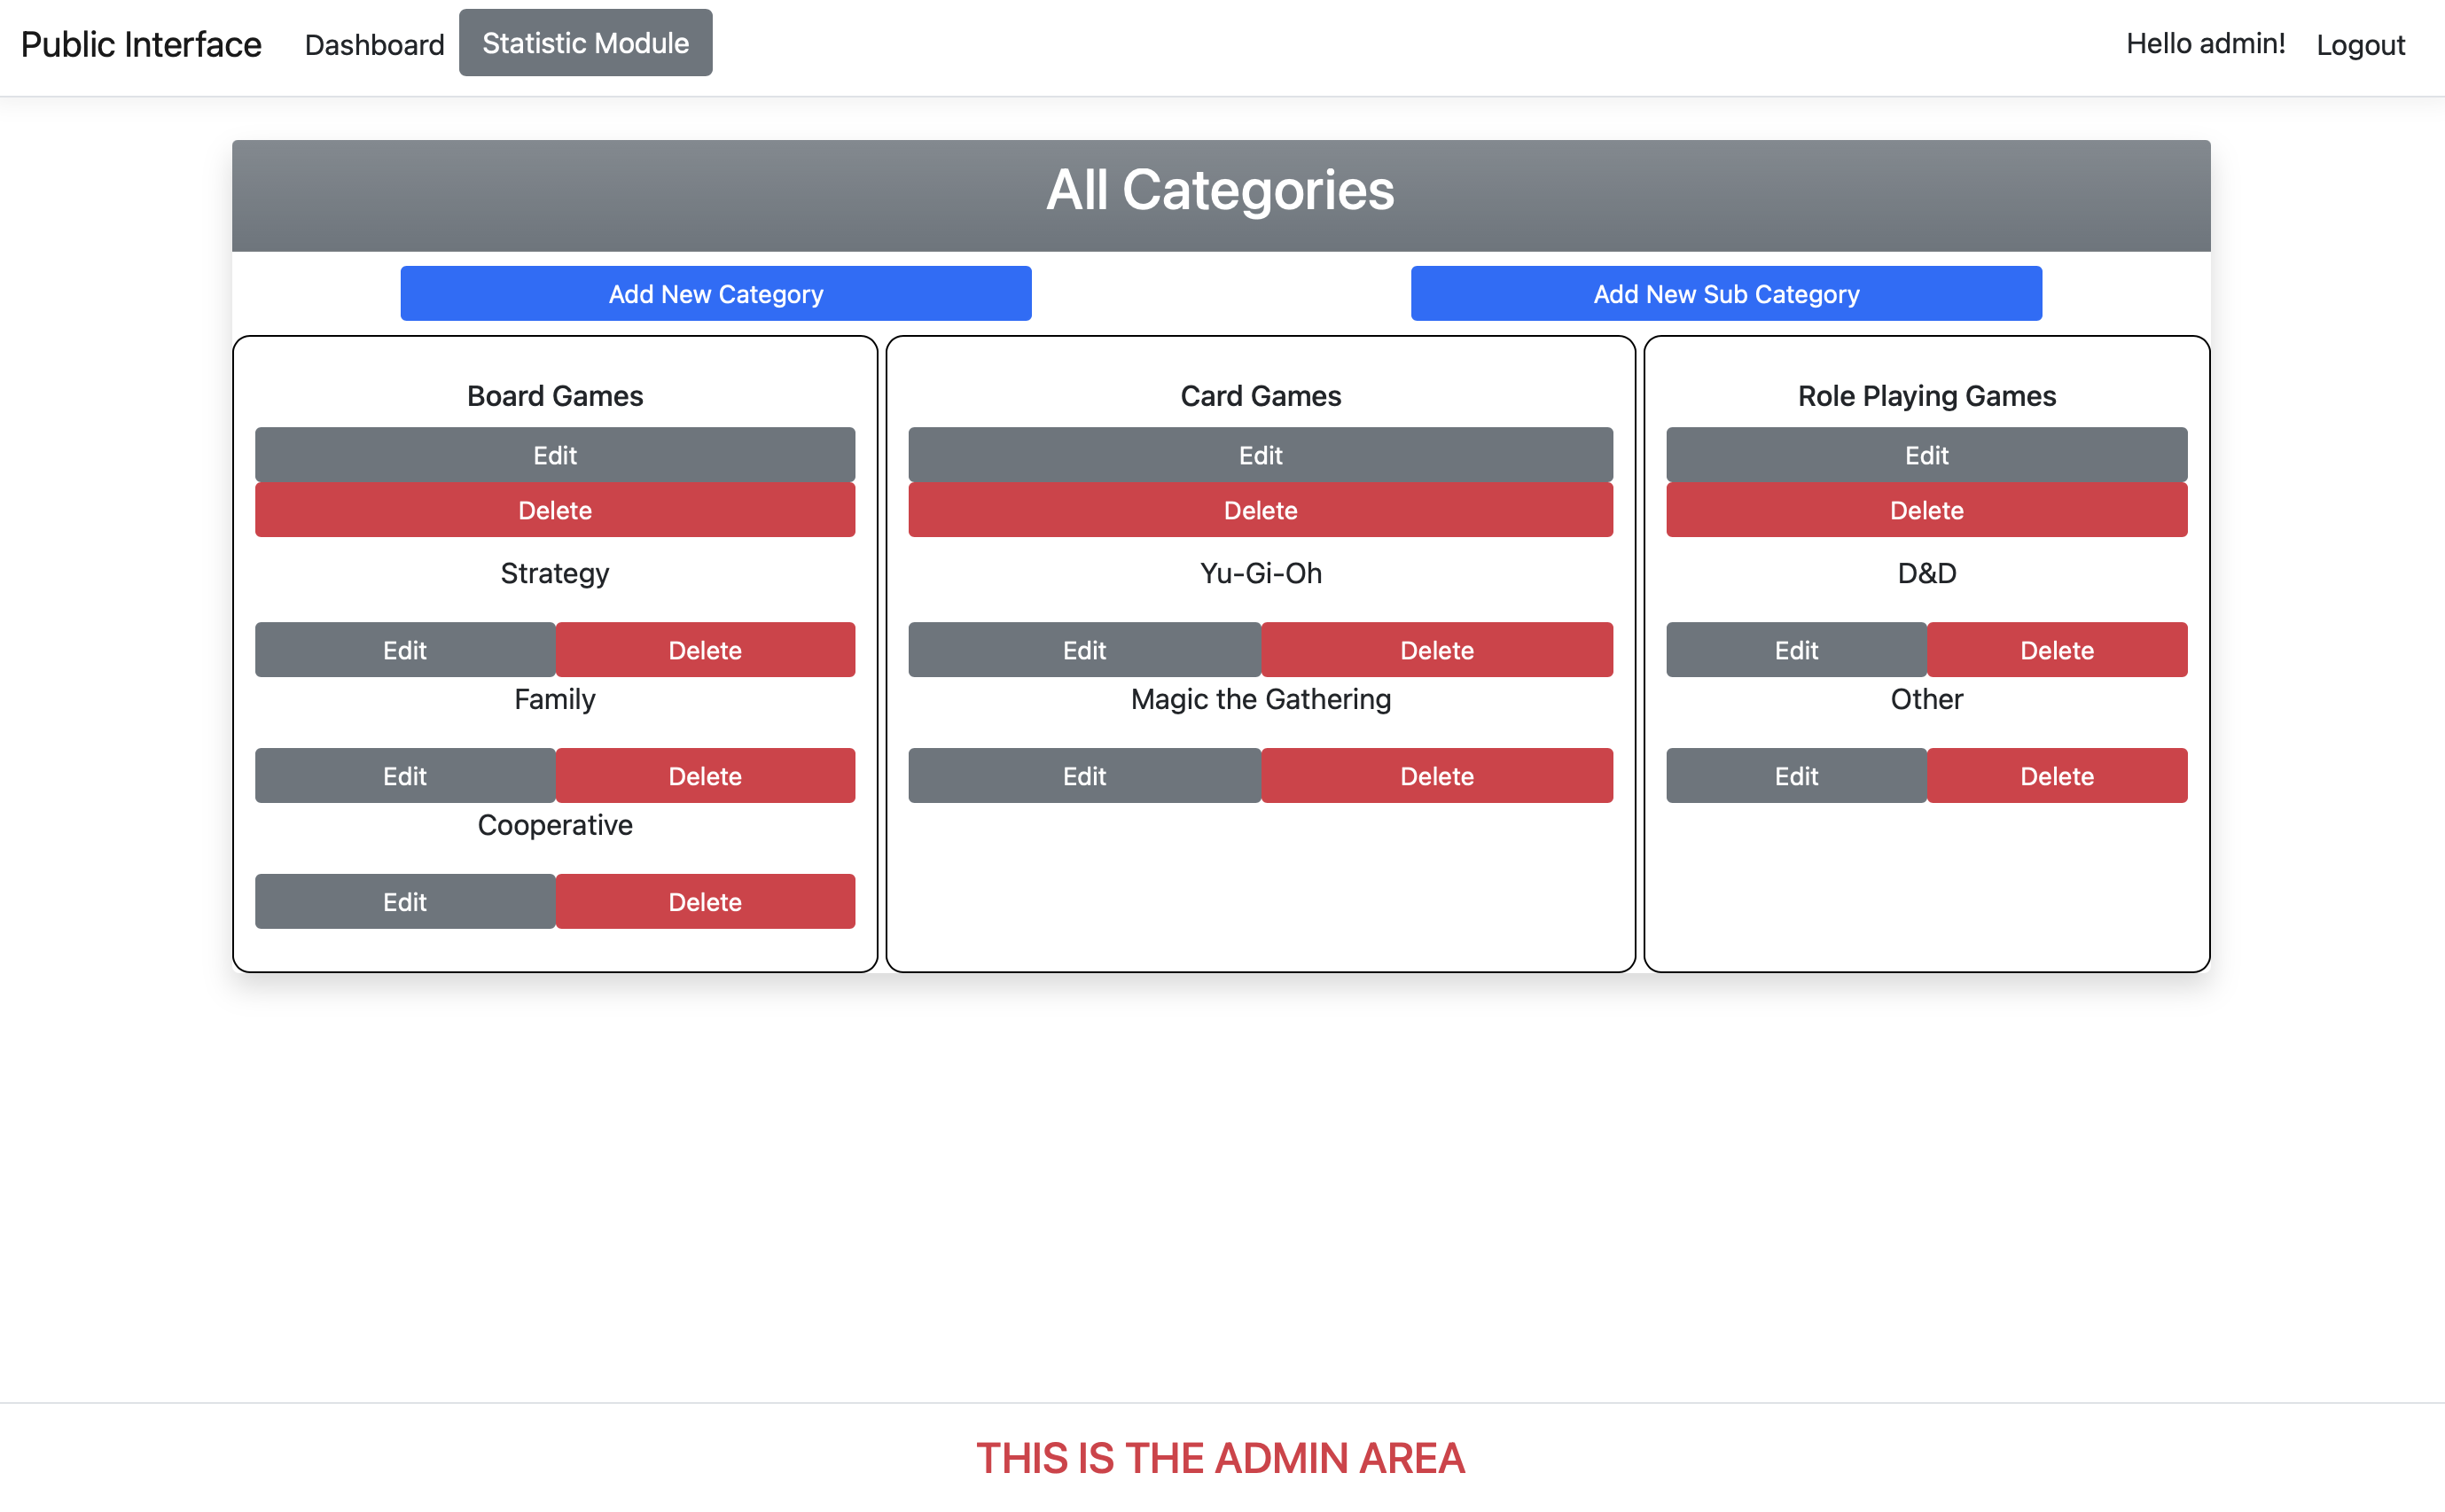 Public Interface Dashboard Statistic Module Hello admin! Logout
All Categories
Add New Category Add New Sub Category
Board Games
Edit
Delete
Strategy
Edit Delete
Family
Edit Delete
Cooperative
Edit Delete
Card Games
Edit
Delete
Yu-Gi-Oh
Edit Delete
Magic the Gathering
Edit Delete
Role Playing Games
Edit
Delete
D&D
Edit Delete
Other
Edit Delete
THIS IS THE ADMIN AREA